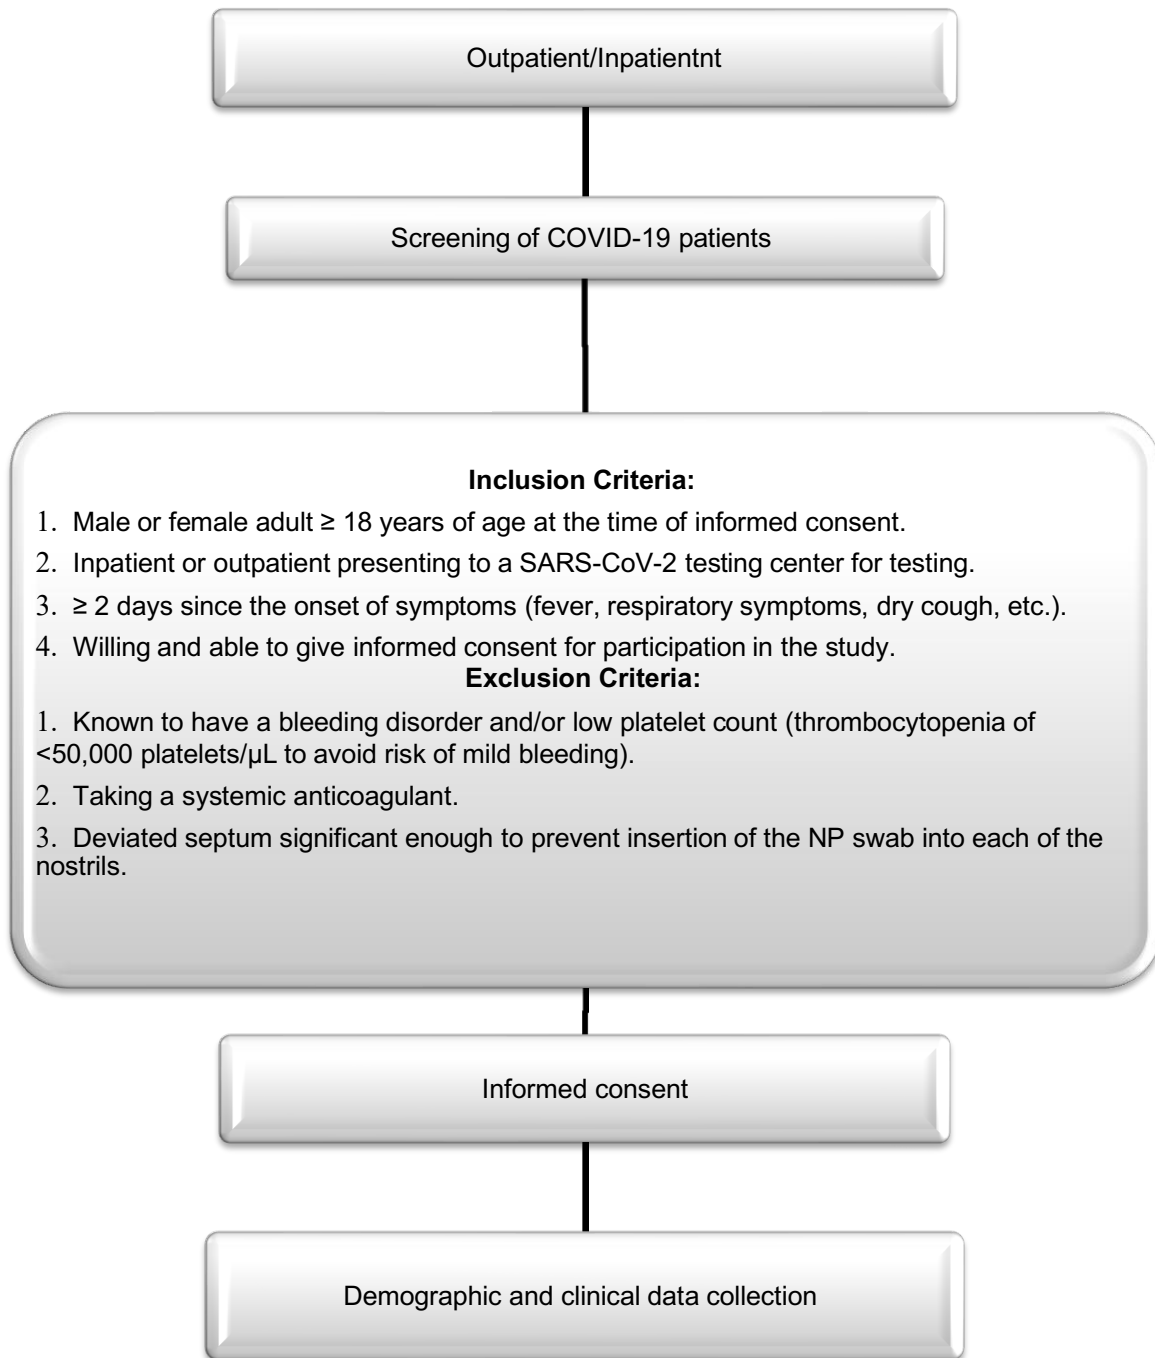 Outpatient/Inpatientnt
Screening of COVID-19 patients
Inclusion Criteria:
1. Male or female adult ≥ 18 years of age at the time of informed consent.
2. Inpatient or outpatient presenting to a SARS-CoV-2 testing center for testing.
3. ≥ 2 days since the onset of symptoms (fever, respiratory symptoms, dry cough, etc.).
4. Willing and able to give informed consent for participation in the study.
Exclusion Criteria:
1. Known to have a bleeding disorder and/or low platelet count (thrombocytopenia of
<50,000 platelets/µL to avoid risk of mild bleeding).
2. Taking a systemic anticoagulant.
3. Deviated septum significant enough to prevent insertion of the NP swab into each of the
nostrils.
Informed consent
Demographic and clinical data collection